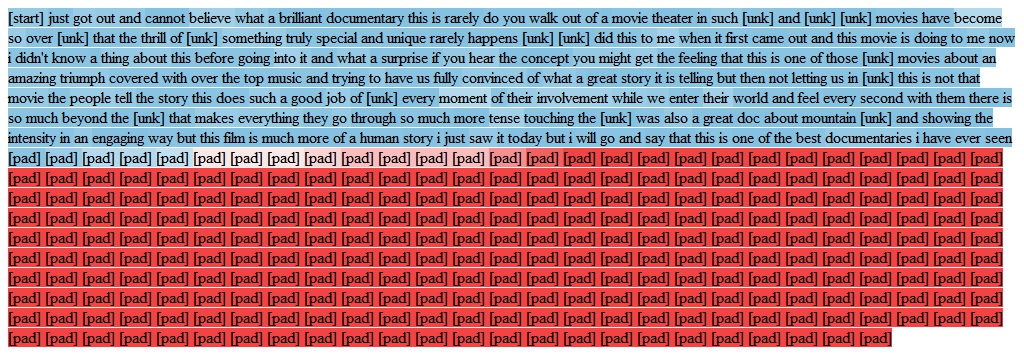 [start] just got out and cannot believe what a brilliant documentary this is rarely do you walk out of a movie theater in such [unk] and [unk] [unk] movies have become
so over [unk] that the thrill of [unk] something truly special and unique rarely happens [unk] [unk] did this to me when it first came out and this movie is doing to me now
i didn't know a thing about this before going into it and what a surprise if you hear the concept you might get the feeling that this is one of those [unk] movies about an
amazing triumph covered with over the top music and trying to have us fully convinced of what a great story it is telling but then not letting us in [unk] this is not that
movie the people tell the story this does such a good job of [unk] every moment of their involvement while we enter their world and feel every second with them there is
so much beyond the [unk] that makes everything they go through so much more tense touching the [unk] was also a great doc about mountain [unk] and showing the
intensity in an engaging way but this film is much more of a human story i just saw it today but i will go and say that this is one of the best documentaries i have ever seen
[pad] [pad] [pad] [pad] [pad] [pad] [pad] [pad] [pad] [pad] [pad] [pad] [pad] [pad] [pad] [pad] [pad] [pad] [pad] [pad] [pad] [pad] [pad] [pad] [pad] [pad] [pad]
[pad] [pad] [pad] [pad] [pad] [pad] [pad] [pad] [pad] [pad] [pad] [pad] [pad] [pad] [pad] [pad] [pad] [pad] [pad] [pad] [pad] [pad] [pad] [pad] [pad] [pad] [pad]
[pad] [pad] [pad] [pad] [pad] [pad] [pad] [pad] [pad] [pad] [pad] [pad] [pad] [pad] [pad] [pad] [pad] [pad] [pad] [pad] [pad] [pad] [pad] [pad] [pad] [pad] [pad]
[pad] [pad] [pad] [pad] [pad] [pad] [pad] [pad] [pad] [pad] [pad] [pad] [pad] [pad] [pad] [pad] [pad] [pad] [pad] [pad] [pad] [pad] [pad] [pad] [pad] [pad] [pad]
[pad] [pad] [pad] [pad] [pad] [pad] [pad] [pad] [pad] [pad] [pad] [pad] [pad] [pad] [pad] [pad] [pad] [pad] [pad] [pad] [pad] [pad] [pad] [pad] [pad] [pad] [pad]
[pad] [pad] [pad] [pad] [pad] [pad] [pad] [pad] [pad] [pad] [pad] [pad] [pad] [pad] [pad] [pad] [pad] [pad] [pad] [pad] [pad] [pad] [pad] [pad] [pad] [pad] [pad]
[pad] [pad] [pad] [pad] [pad] [pad] [pad] [pad] [pad] [pad] [pad] [pad] [pad] [pad] [pad] [pad] [pad] [pad] [pad] [pad] [pad] [pad] [pad] [pad] [pad] [pad] [pad]
[pad] [pad] [pad] [pad] [pad] [pad] [pad] [pad] [pad] [pad] [pad] [pad] [pad] [pad] [pad] [pad] [pad] [pad] [pad] [pad] [pad] [pad] [pad] [pad] [pad] [pad] [pad]
[pad] [pad] [pad] [pad] [pad] [pad] [pad] [pad] [pad] [pad] [pad] [pad] [pad] [pad] [pad] [pad] [pad] [pad] [pad] [pad] [pad] [pad] [pad] [pad] [pad] [pad] [pad]
[pad] [pad] [pad] [pad] [pad] [pad] [pad] [pad] [pad] [pad] [pad] [pad] [pad] [pad] [pad] [pad] [pad] [pad] [pad] [pad] [pad] [pad] [pad] [pad]